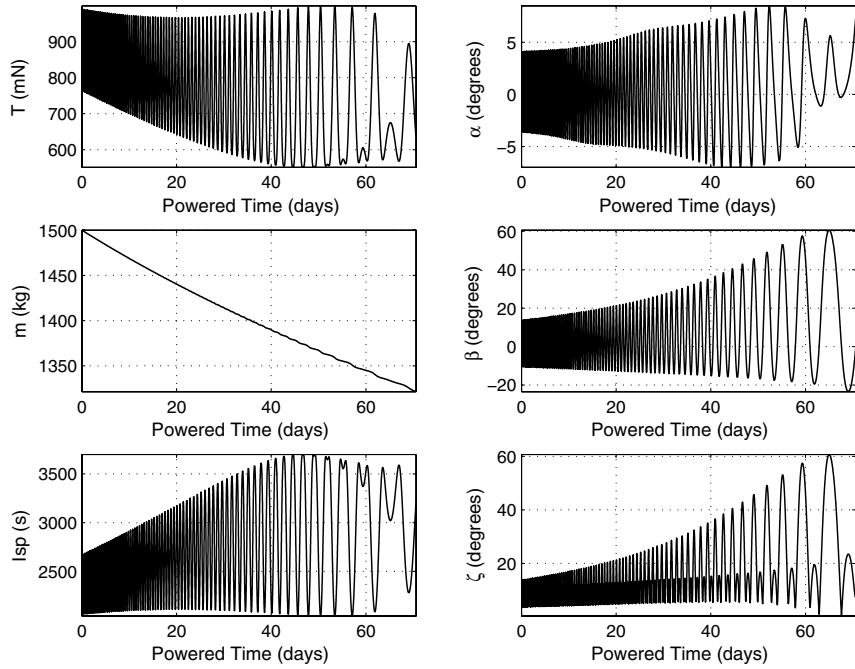 900
800
700
600
T (mN)
0 20 40 60
Powered Time (days)
5
0
−5
α (degrees)
0 20 40 60
Powered Time (days)
1500
1450
1400
1350
m (kg)
0 20 40 60
Powered Time (days)
60
40
20
0
−20
β (degrees)
0 20 40 60
Powered Time (days)
3500
3000
2500
Isp (s)
0 20 40 60
Powered Time (days)
60
40
20
ζ (degrees)
0 20 40 60
Powered Time (days)